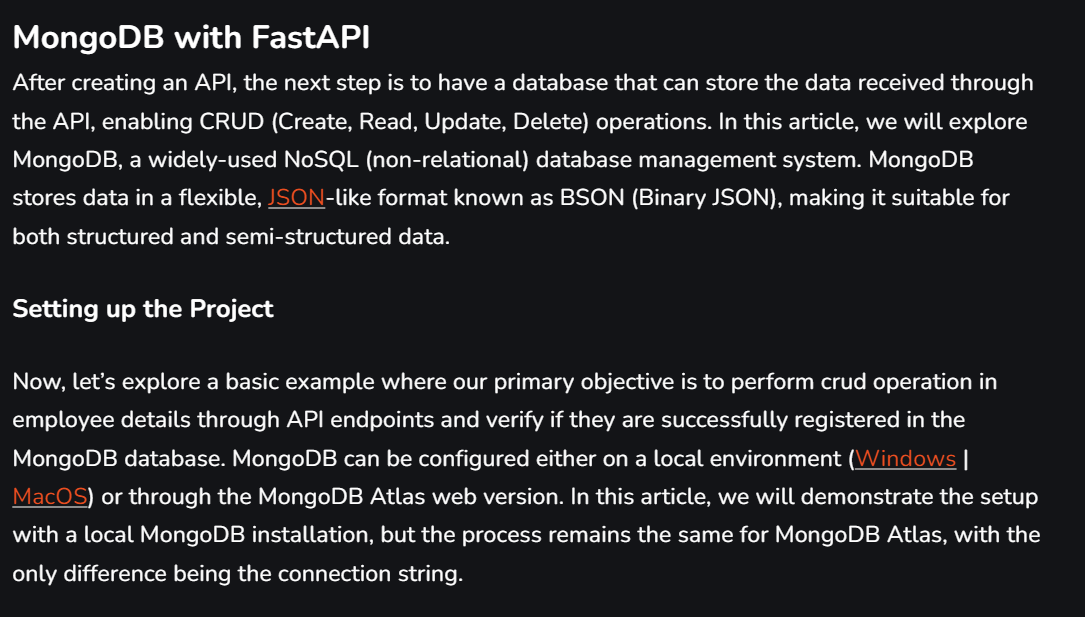 MongoDB with FastAPI
After creating an API, the next step is to have a database that can store the data received through
the API, enabling CRUD (Create, Read, Update, Delete) operations. In this article, we will explore
MongoDB, a widely-used NoSQL (non-relational) database management system. MongoDB
stores data in a flexible, JSON-like format known as BSON (Binary JSON), making it suitable for
both structured and semi-structured data.
Setting up the Project
Now, let’s explore a basic example where our primary objective is to perform crud operation in
employee details through API endpoints and verify if they are successfully registered in the
MongoDB database. MongoDB can be configured either on a local environment (Windows |
MacOS) or through the MongoDB Atlas web version. In this article, we will demonstrate the setup
with a local MongoDB installation, but the process remains the same for MongoDB Atlas, with the
only difference being the connection string.